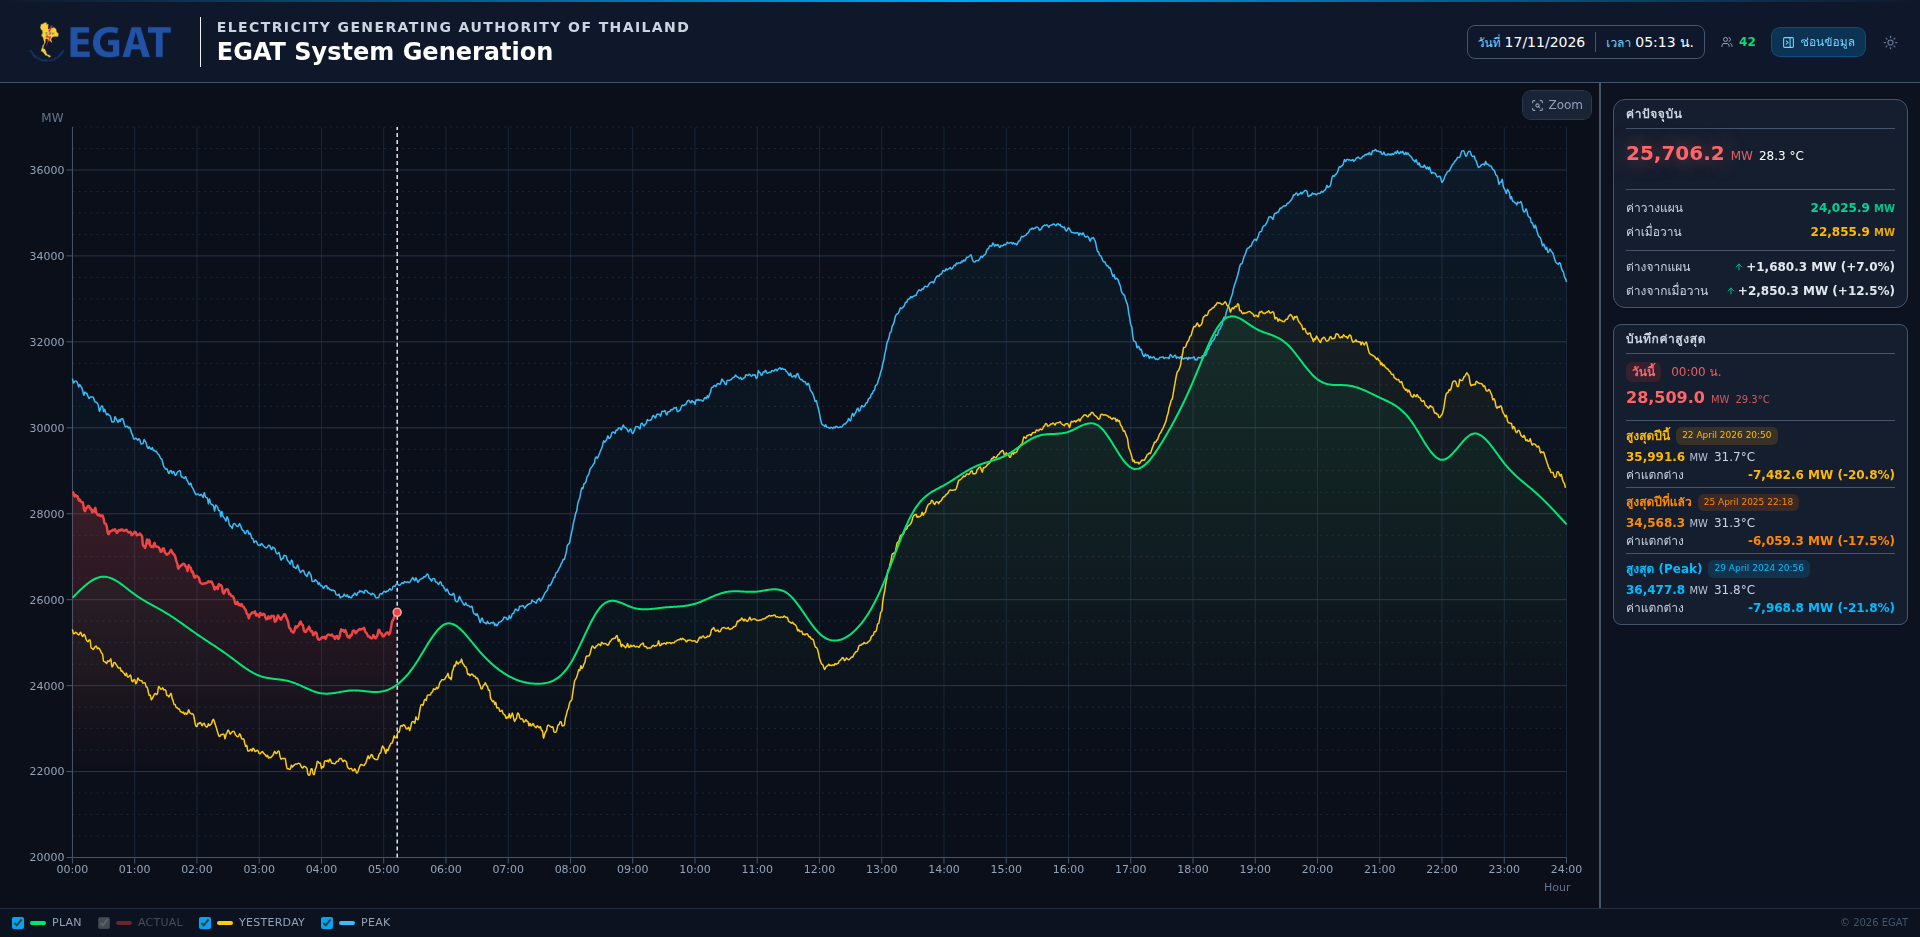 EGAT
ELECTRICITY GENERATING AUTHORITY OF THAILAND
EGAT System Generation
วันที่ 17/11/2026 เวลา 05:13 น.
42
ซ่อนข้อมูล
Zoom
MW
36000
34000
32000
30000
28000
26000
24000
22000
20000
00:00 01:00 02:00 03:00 04:00 05:00 06:00 07:00 08:00 09:00 10:00 11:00 12:00 13:00 14:00 15:00 16:00 17:00 18:00 19:00 20:00 21:00 22:00 23:00 24:00
Hour
ค่าปัจจุบัน
25,706.2 MW 28.3 °C
ค่าวางแผน 24,025.9 MW
ค่าเมื่อวาน 22,855.9 MW
ต่างจากแผน ↑ +1,680.3 MW (+7.0%)
ต่างจากเมื่อวาน ↑ +2,850.3 MW (+12.5%)
บันทึกค่าสูงสุด
วันนี้ 00:00 น.
28,509.0 MW 29.3°C
สูงสุดปีนี้ 22 April 2026 20:50
35,991.6 MW 31.7°C
ค่าแตกต่าง -7,482.6 MW (-20.8%)
สูงสุดปีที่แล้ว 25 April 2025 22:18
34,568.3 MW 31.3°C
ค่าแตกต่าง -6,059.3 MW (-17.5%)
สูงสุด (Peak) 29 April 2024 20:56
36,477.8 MW 31.8°C
ค่าแตกต่าง -7,968.8 MW (-21.8%)
PLAN ACTUAL YESTERDAY PEAK
© 2026 EGAT